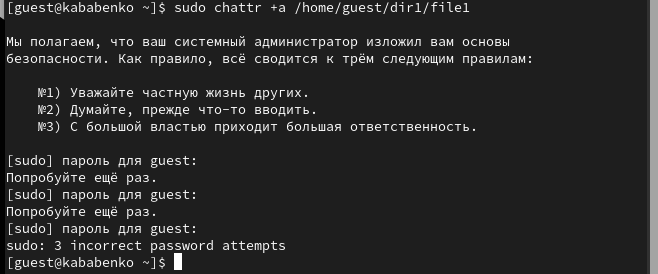 [guest@kababenko ~]$ sudo chattr +a /home/guest/dir1/file1
Мы полагаем, что ваш системный администратор изложил вам основы
безопасности. Как правило, всё сводится к трём следующим правилам:
№1) Уважайте частную жизнь других.
№2) Думайте, прежде что-то вводить.
№3) С большой властью приходит большая ответственность.
[sudo] пароль для guest:
Попробуйте ещё раз.
[sudo] пароль для guest:
Попробуйте ещё раз.
[sudo] пароль для guest:
sudo: 3 incorrect password attempts
[guest@kababenko ~]$